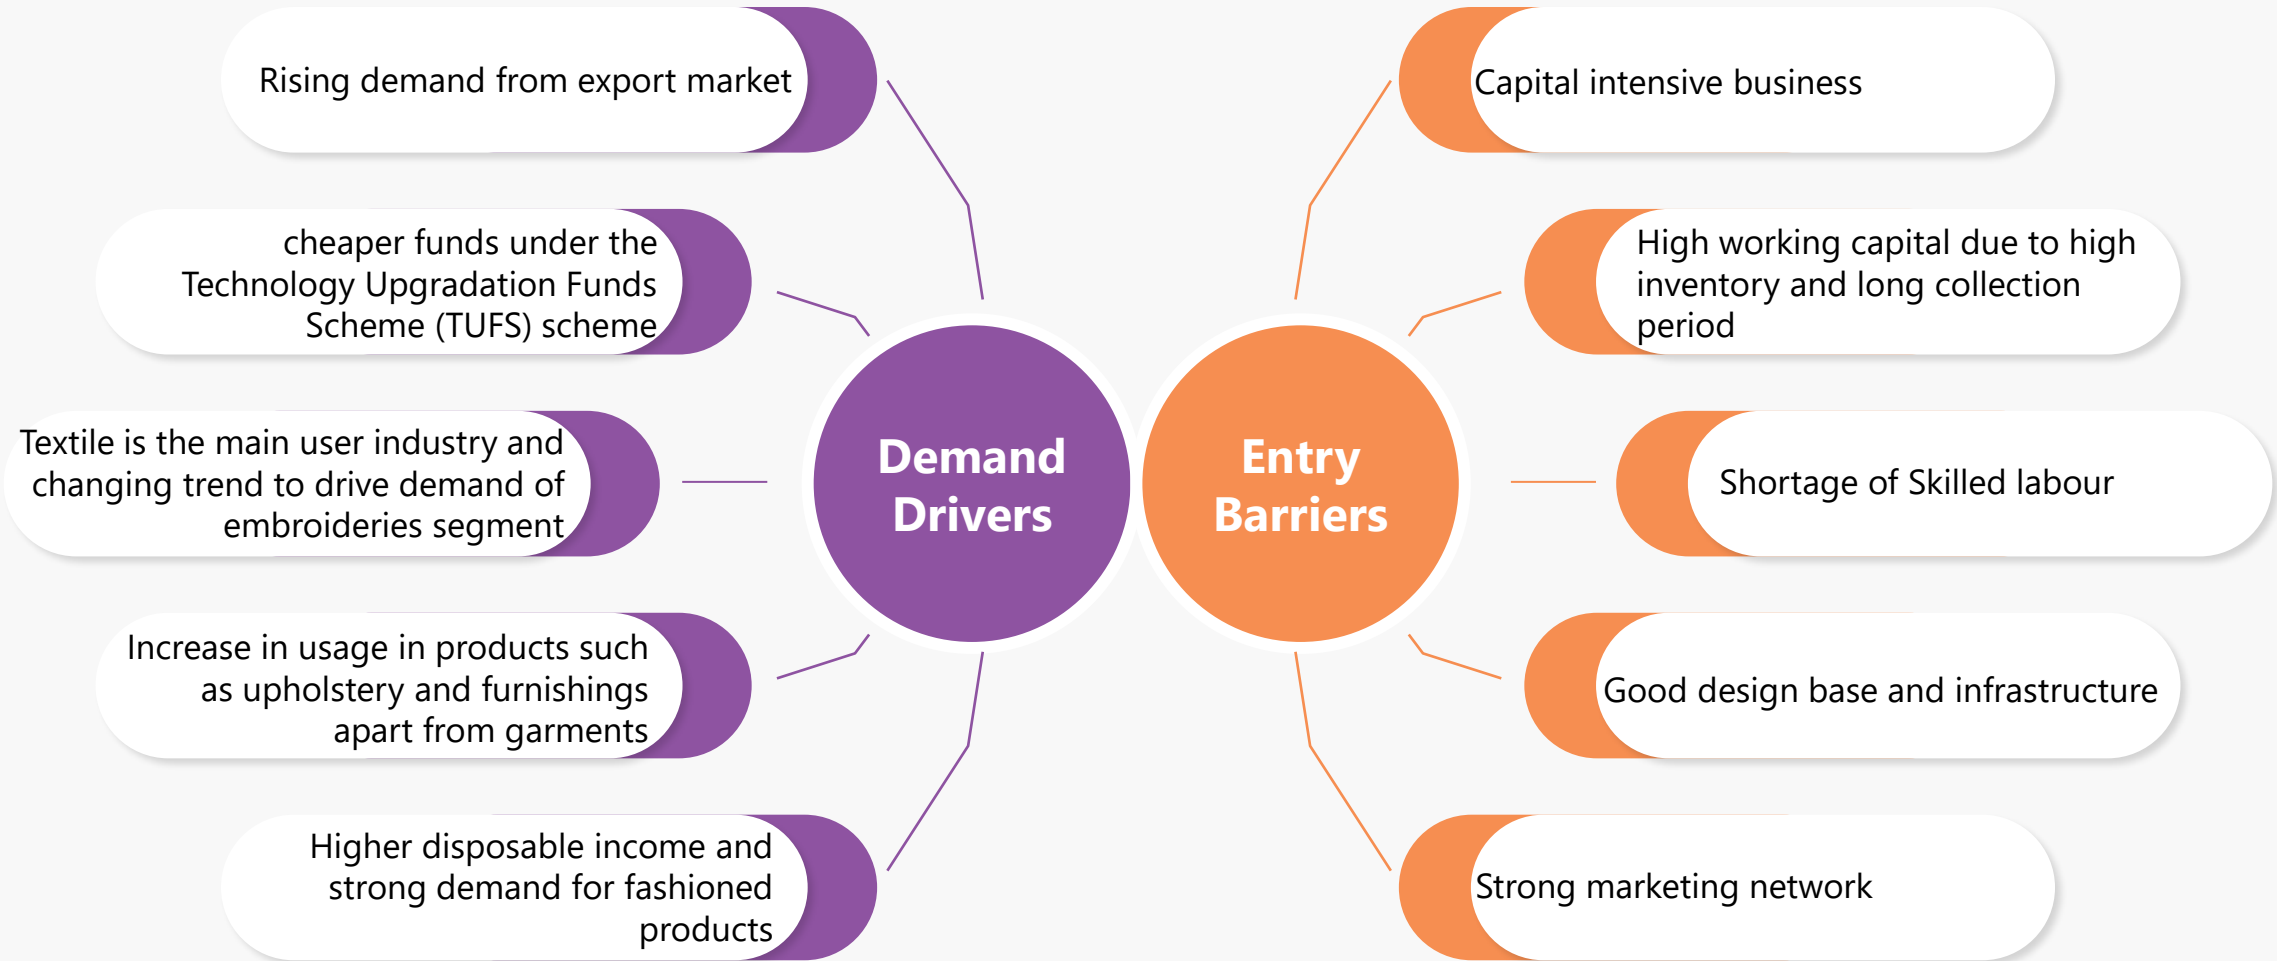 Rising demand from export market
cheaper funds under the
Technology Upgradation Funds
Scheme (TUFS) scheme
Textile is the main user industry and
changing trend to drive demand of
embroideries segment
Increase in usage in products such
as upholstery and furnishings
apart from garments
Higher disposable income and
strong demand for fashioned
products
Demand
Drivers
Entry
Barriers
Capital intensive business
High working capital due to high
inventory and long collection
period
Shortage of Skilled labour
Good design base and infrastructure
Strong marketing network